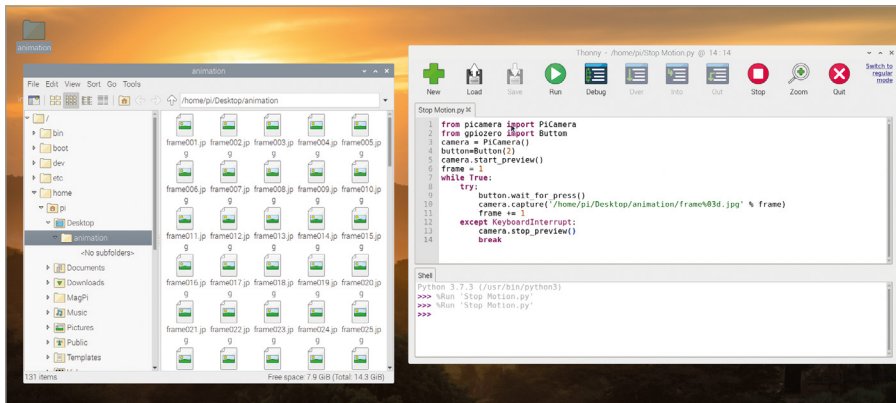 animation
animation
File Edit View Sort Go Tools
/home/pi/Desktop/animation
/
bin
boot
dev
etc
home
pi
Desktop
animation
<No subfolders>
Documents
Downloads
MagPi
Music
Pictures
Public
Templates
frame001.jp frame002.jp frame003.jp frame004.jp frame005.jp
g g g g g
frame006.jp frame007.jp frame008.jp frame009.jp frame010.jp
g g g g g
frame011.jp frame012.jp frame013.jp frame014.jp frame015.jp
g g g g g
frame016.jp frame017.jp frame018.jp frame019.jp frame020.jp
g g g g g
frame021.jp frame022.jp frame023.jp frame024.jp frame025.jp
g g g g g
131 items Free space: 7.9 GiB (Total: 14.3 GiB)
Thonny - /home/pi/Stop Motion.py @ 14:14
New Load Save Run Debug Over Into Out Stop Zoom Quit
Switch to
regular
mode
Stop Motion.py
1 from picamera import PiCamera
2 from gpiozero import Buttom
3 camera = PiCamera()
4 button=Button(2)
5 camera.start_preview()
6 frame = 1
7 while True:
8 try:
9 button.wait_for_press()
10 camera.capture('/home/pi/Desktop/animation/frame%03d.jpg' % frame)
11 frame += 1
12 except KeyboardInterrupt:
13 camera.stop_preview()
14 break
Shell
Python 3.7.3 (/usr/bin/python3)
>>> %Run 'Stop Motion.py'
>>> %Run 'Stop Motion.py'
>>>